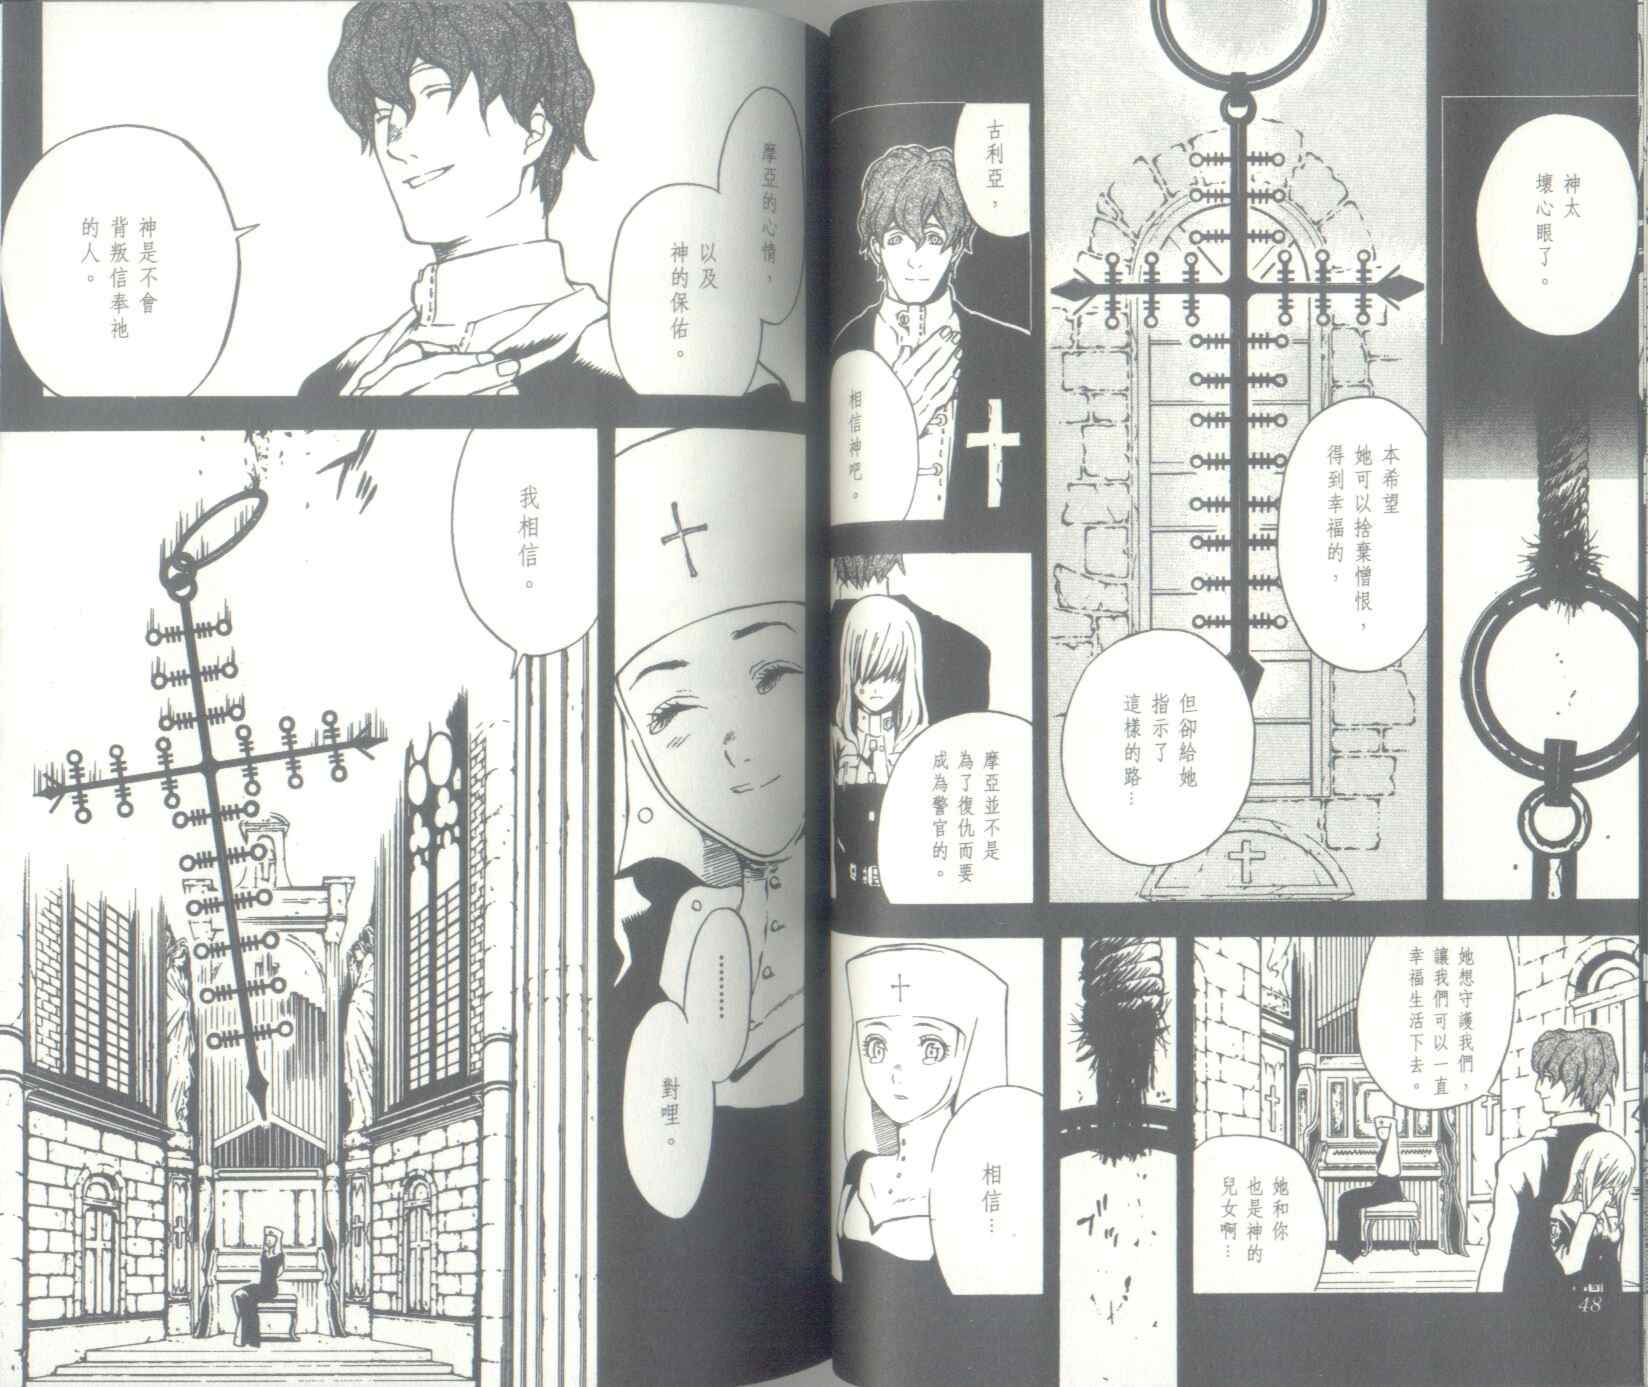 神太
壞心眼了。
本希望
她可以捨棄憎恨，
得到幸福的，
但卻給她
指示了
這樣的路…
她想守護我們，
讓我們可以一直
幸福生活下去。
她和你
也是神的
兒女啊…
48
古利亞，
相信神吧。
摩亞並不是
為了復仇而要
成為警官的。
相信…
摩亞的心情，
以及
神的保佑。
神是不會
背叛信奉祂
的人。
………
對哩。
我相信。